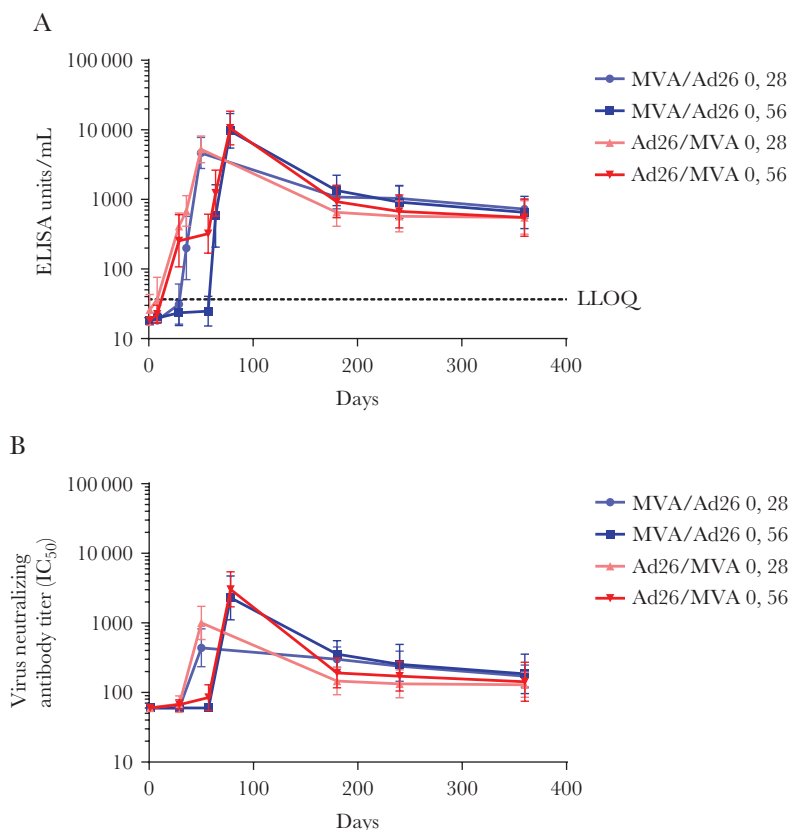 A
100 000
10 000
1000
100
10
ELISA units/mL
0
100
200
300
400
Days
LLOQ
MVA/Ad26 0, 28
MVA/Ad26 0, 56
Ad26/MVA 0, 28
Ad26/MVA 0, 56
B
100 000
10 000
1000
100
10
Virus neutralizing
antibody titer (IC50)
0
100
200
300
400
Days
MVA/Ad26 0, 28
MVA/Ad26 0, 56
Ad26/MVA 0, 28
Ad26/MVA 0, 56